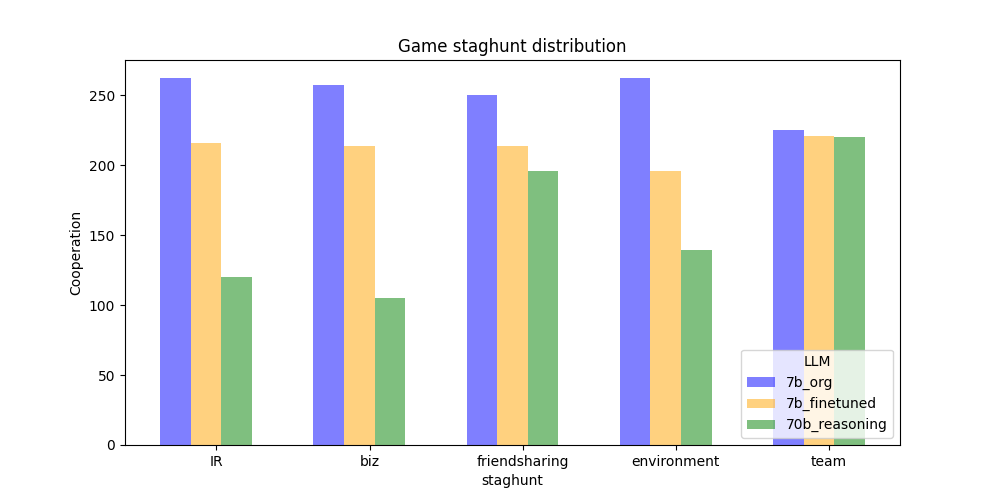 Game staghunt distribution
Cooperation
250
200
150
100
50
0
IR biz friendsharing environment team
staghunt
LLM
7b_org
7b_finetuned
70b_reasoning